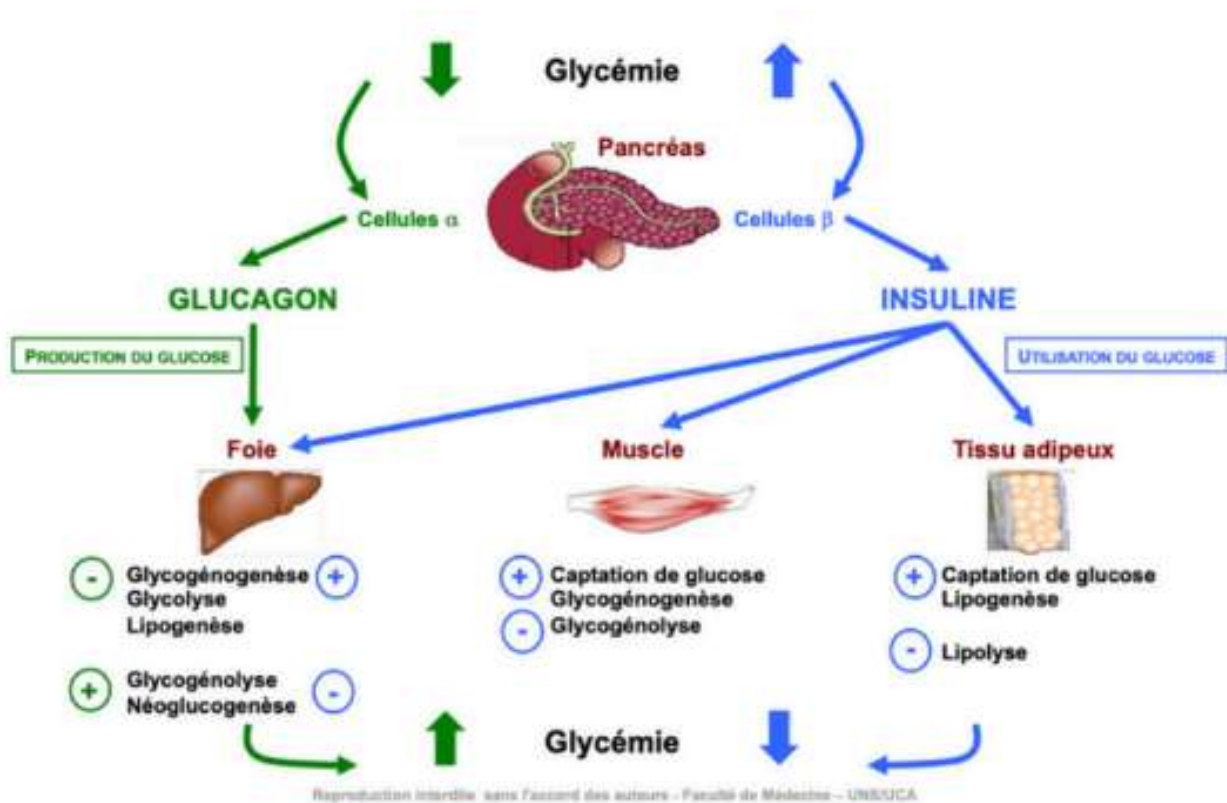 Glycémie
Pancréas
Cellules α
Cellules β
GLUCAGON
INSULINE
PRODUCTION DU GLUCOSE
UTILISATION DU GLUCOSE
Foie
Muscle
Tissu adipeux
- Glycogénogenèse +
Glycolyse
Lipogenèse
+ Glycogénolyse -
Néoglucogenèse
+ Captation de glucose
Glycogénogenèse
- Glycogénolyse
+ Captation de glucose
Lipogenèse
- Lipolyse
Glycémie
Reproduction interdite sans l'accord des auteurs - Faculté de Médecine – UNS/UCA